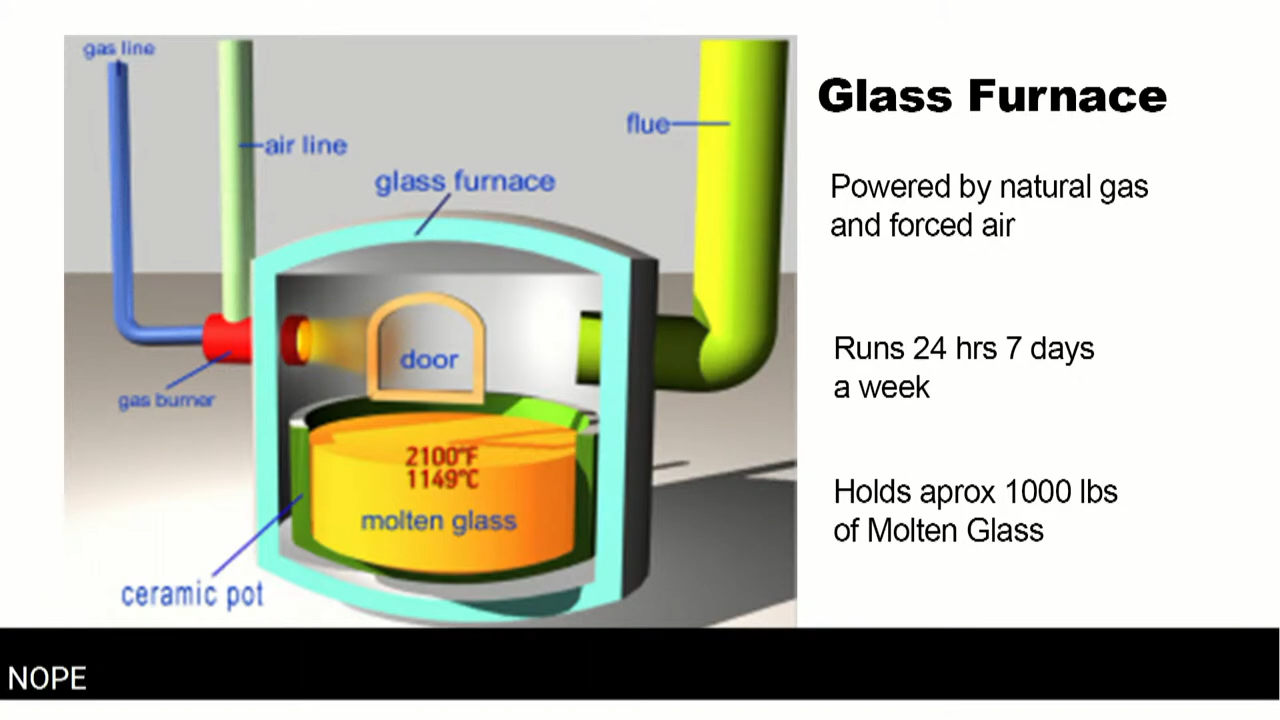 gas line
air line
flue
glass furnace
door
gas burner
2100°F
1149°C
molten glass
ceramic pot
Glass Furnace
Powered by natural gas
and forced air
Runs 24 hrs 7 days
a week
Holds aprox 1000 lbs
of Molten Glass
NOPE